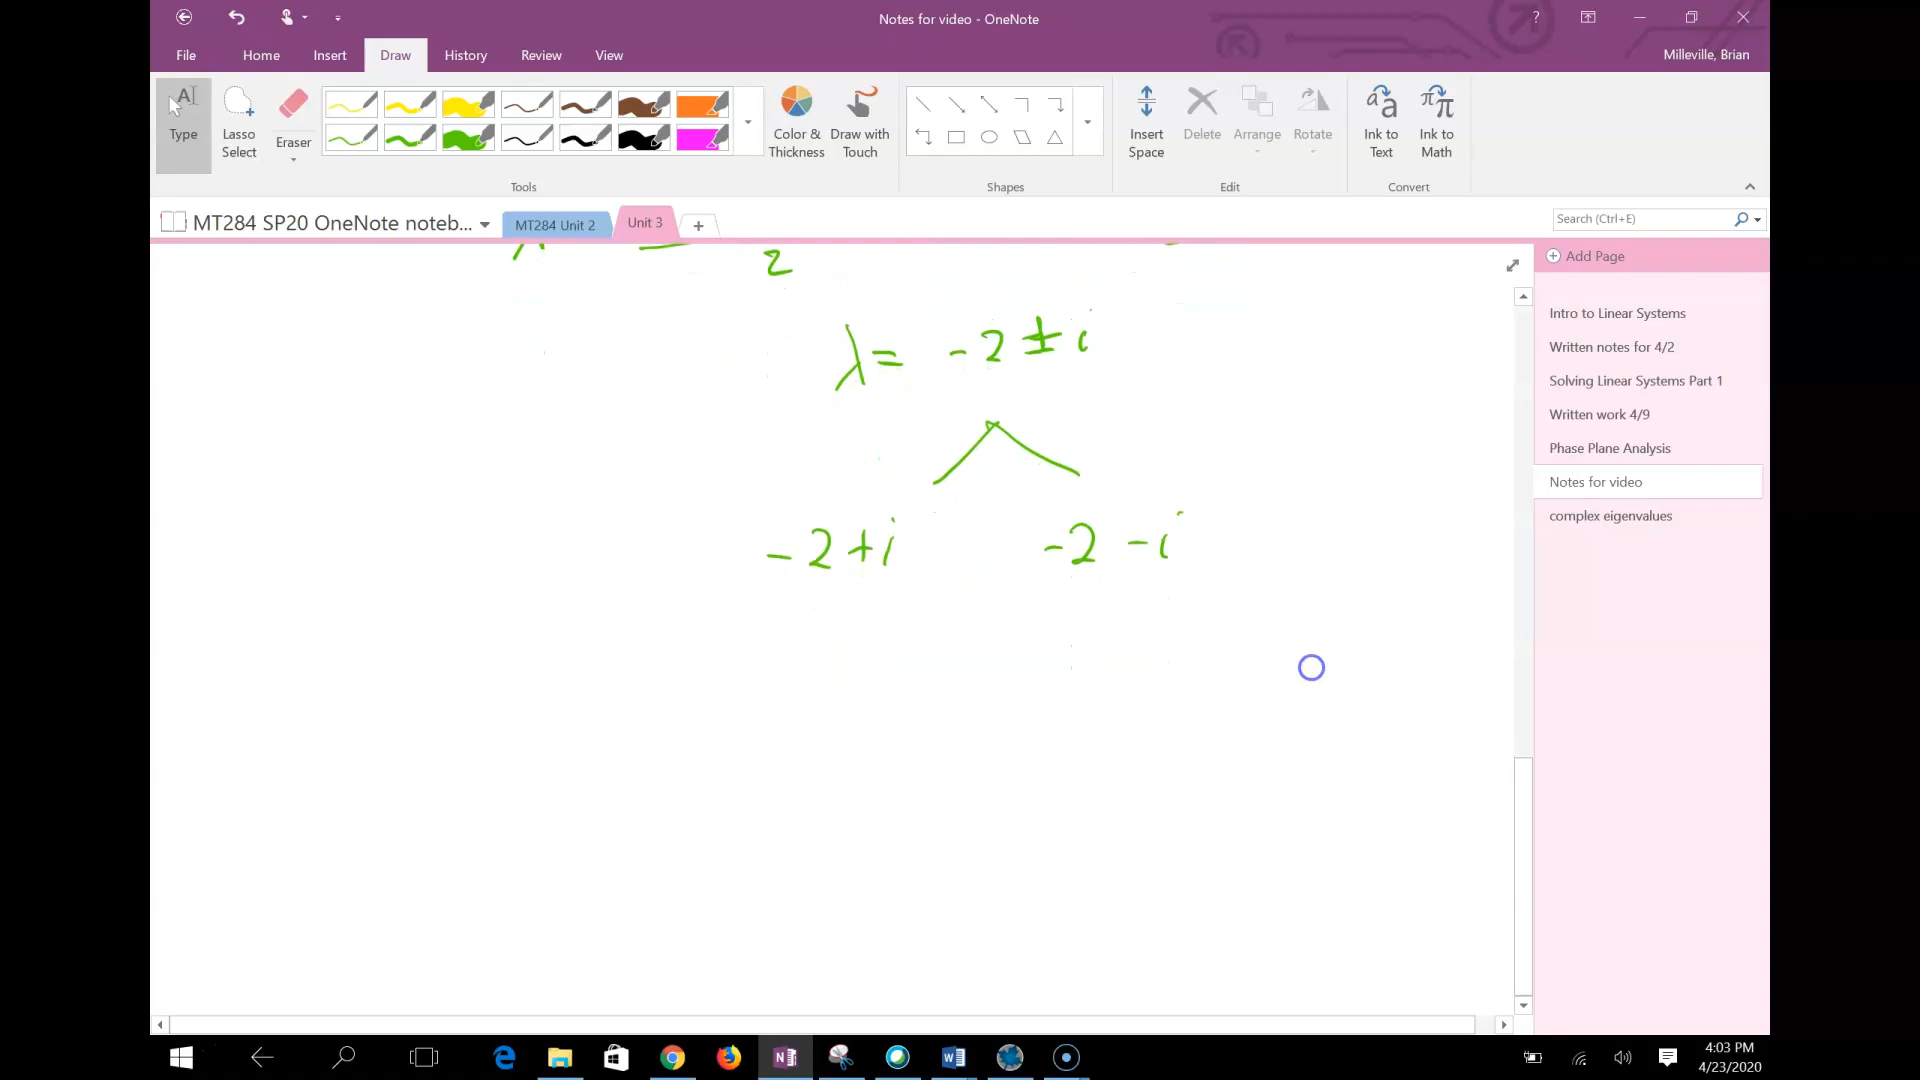 Notes for video - OneNote
?
File Home Insert Draw History Review View Milleville, Brian
Type
Lasso Select
Eraser
Color & Thickness
Draw with Touch
Insert Space
Delete
Arrange
Rotate
Ink to Text
Ink to Math
Tools Shapes Edit Convert
MT284 SP20 OneNote noteb... MT284 Unit 2 Unit 3 +
Search (Ctrl+E)
Add Page
Intro to Linear Systems
Written notes for 4/2
Solving Linear Systems Part 1
Written work 4/9
Phase Plane Analysis
Notes for video
complex eigenvalues
2
λ= -2 ± i
-2+i -2 -i
4:03 PM
4/23/2020